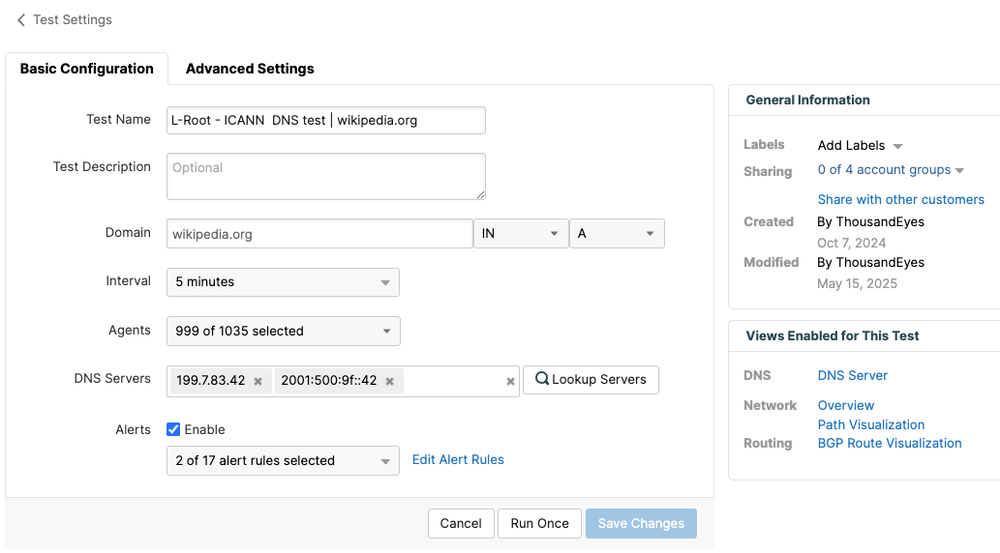 Test Settings
Basic Configuration
Advanced Settings
Test Name
L-Root - ICANN  DNS test | wikipedia.org
Test Description
Optional
Domain
wikipedia.org
IN
A
Interval
5 minutes
Agents
999 of 1035 selected
DNS Servers
199.7.83.42
2001:500:9f::42
Lookup Servers
Alerts
Enable
2 of 17 alert rules selected
Edit Alert Rules
Cancel
Run Once
Save Changes
General Information
Labels
Add Labels
Sharing
0 of 4 account groups
Share with other customers
Created
By ThousandEyes
Oct 7, 2024
Modified
By ThousandEyes
May 15, 2025
Views Enabled for This Test
DNS
DNS Server
Network
Overview
Path Visualization
Routing
BGP Route Visualization